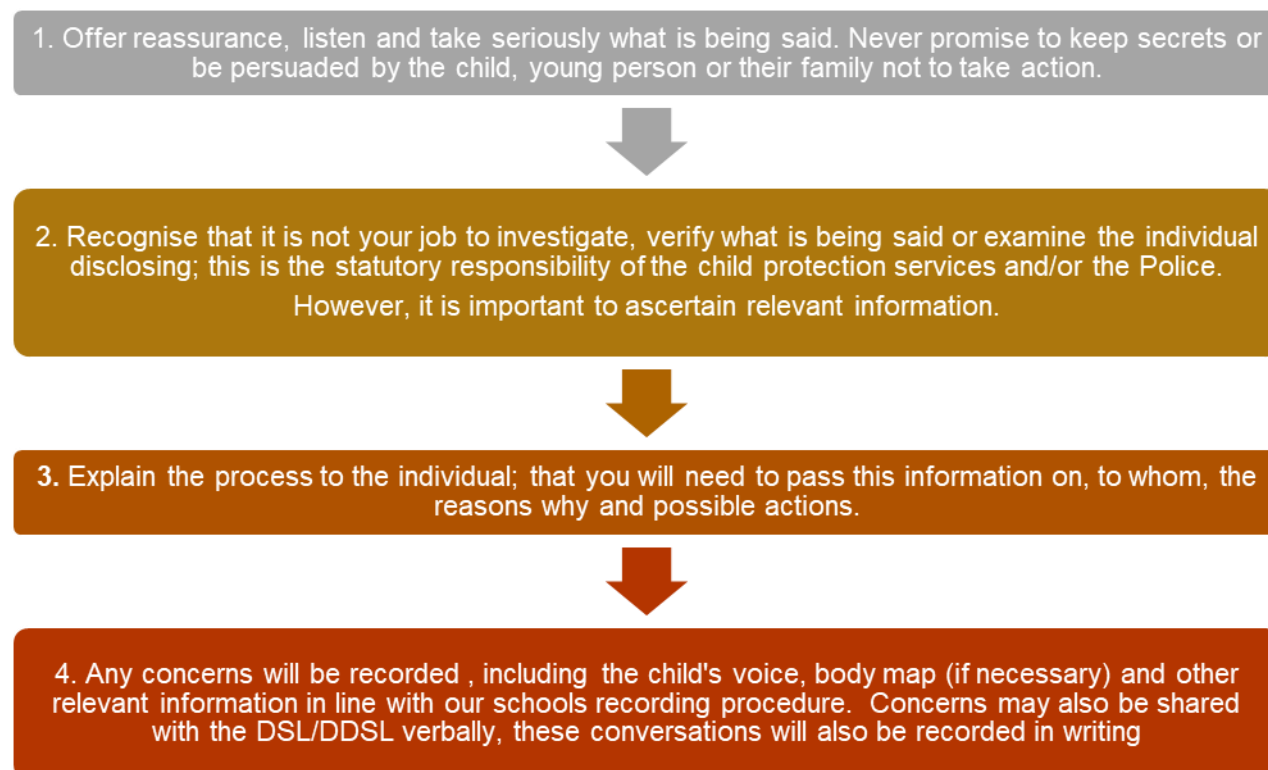 1. Offer reassurance, listen and take seriously what is being said. Never promise to keep secrets or
be persuaded by the child, young person or their family not to take action.
2. Recognise that it is not your job to investigate, verify what is being said or examine the individual
disclosing; this is the statutory responsibility of the child protection services and/or the Police.
However, it is important to ascertain relevant information.
3. Explain the process to the individual; that you will need to pass this information on, to whom, the
reasons why and possible actions.
4. Any concerns will be recorded , including the child's voice, body map (if necessary) and other
relevant information in line with our schools recording procedure.  Concerns may also be shared
with the DSL/DDSL verbally, these conversations will also be recorded in writing